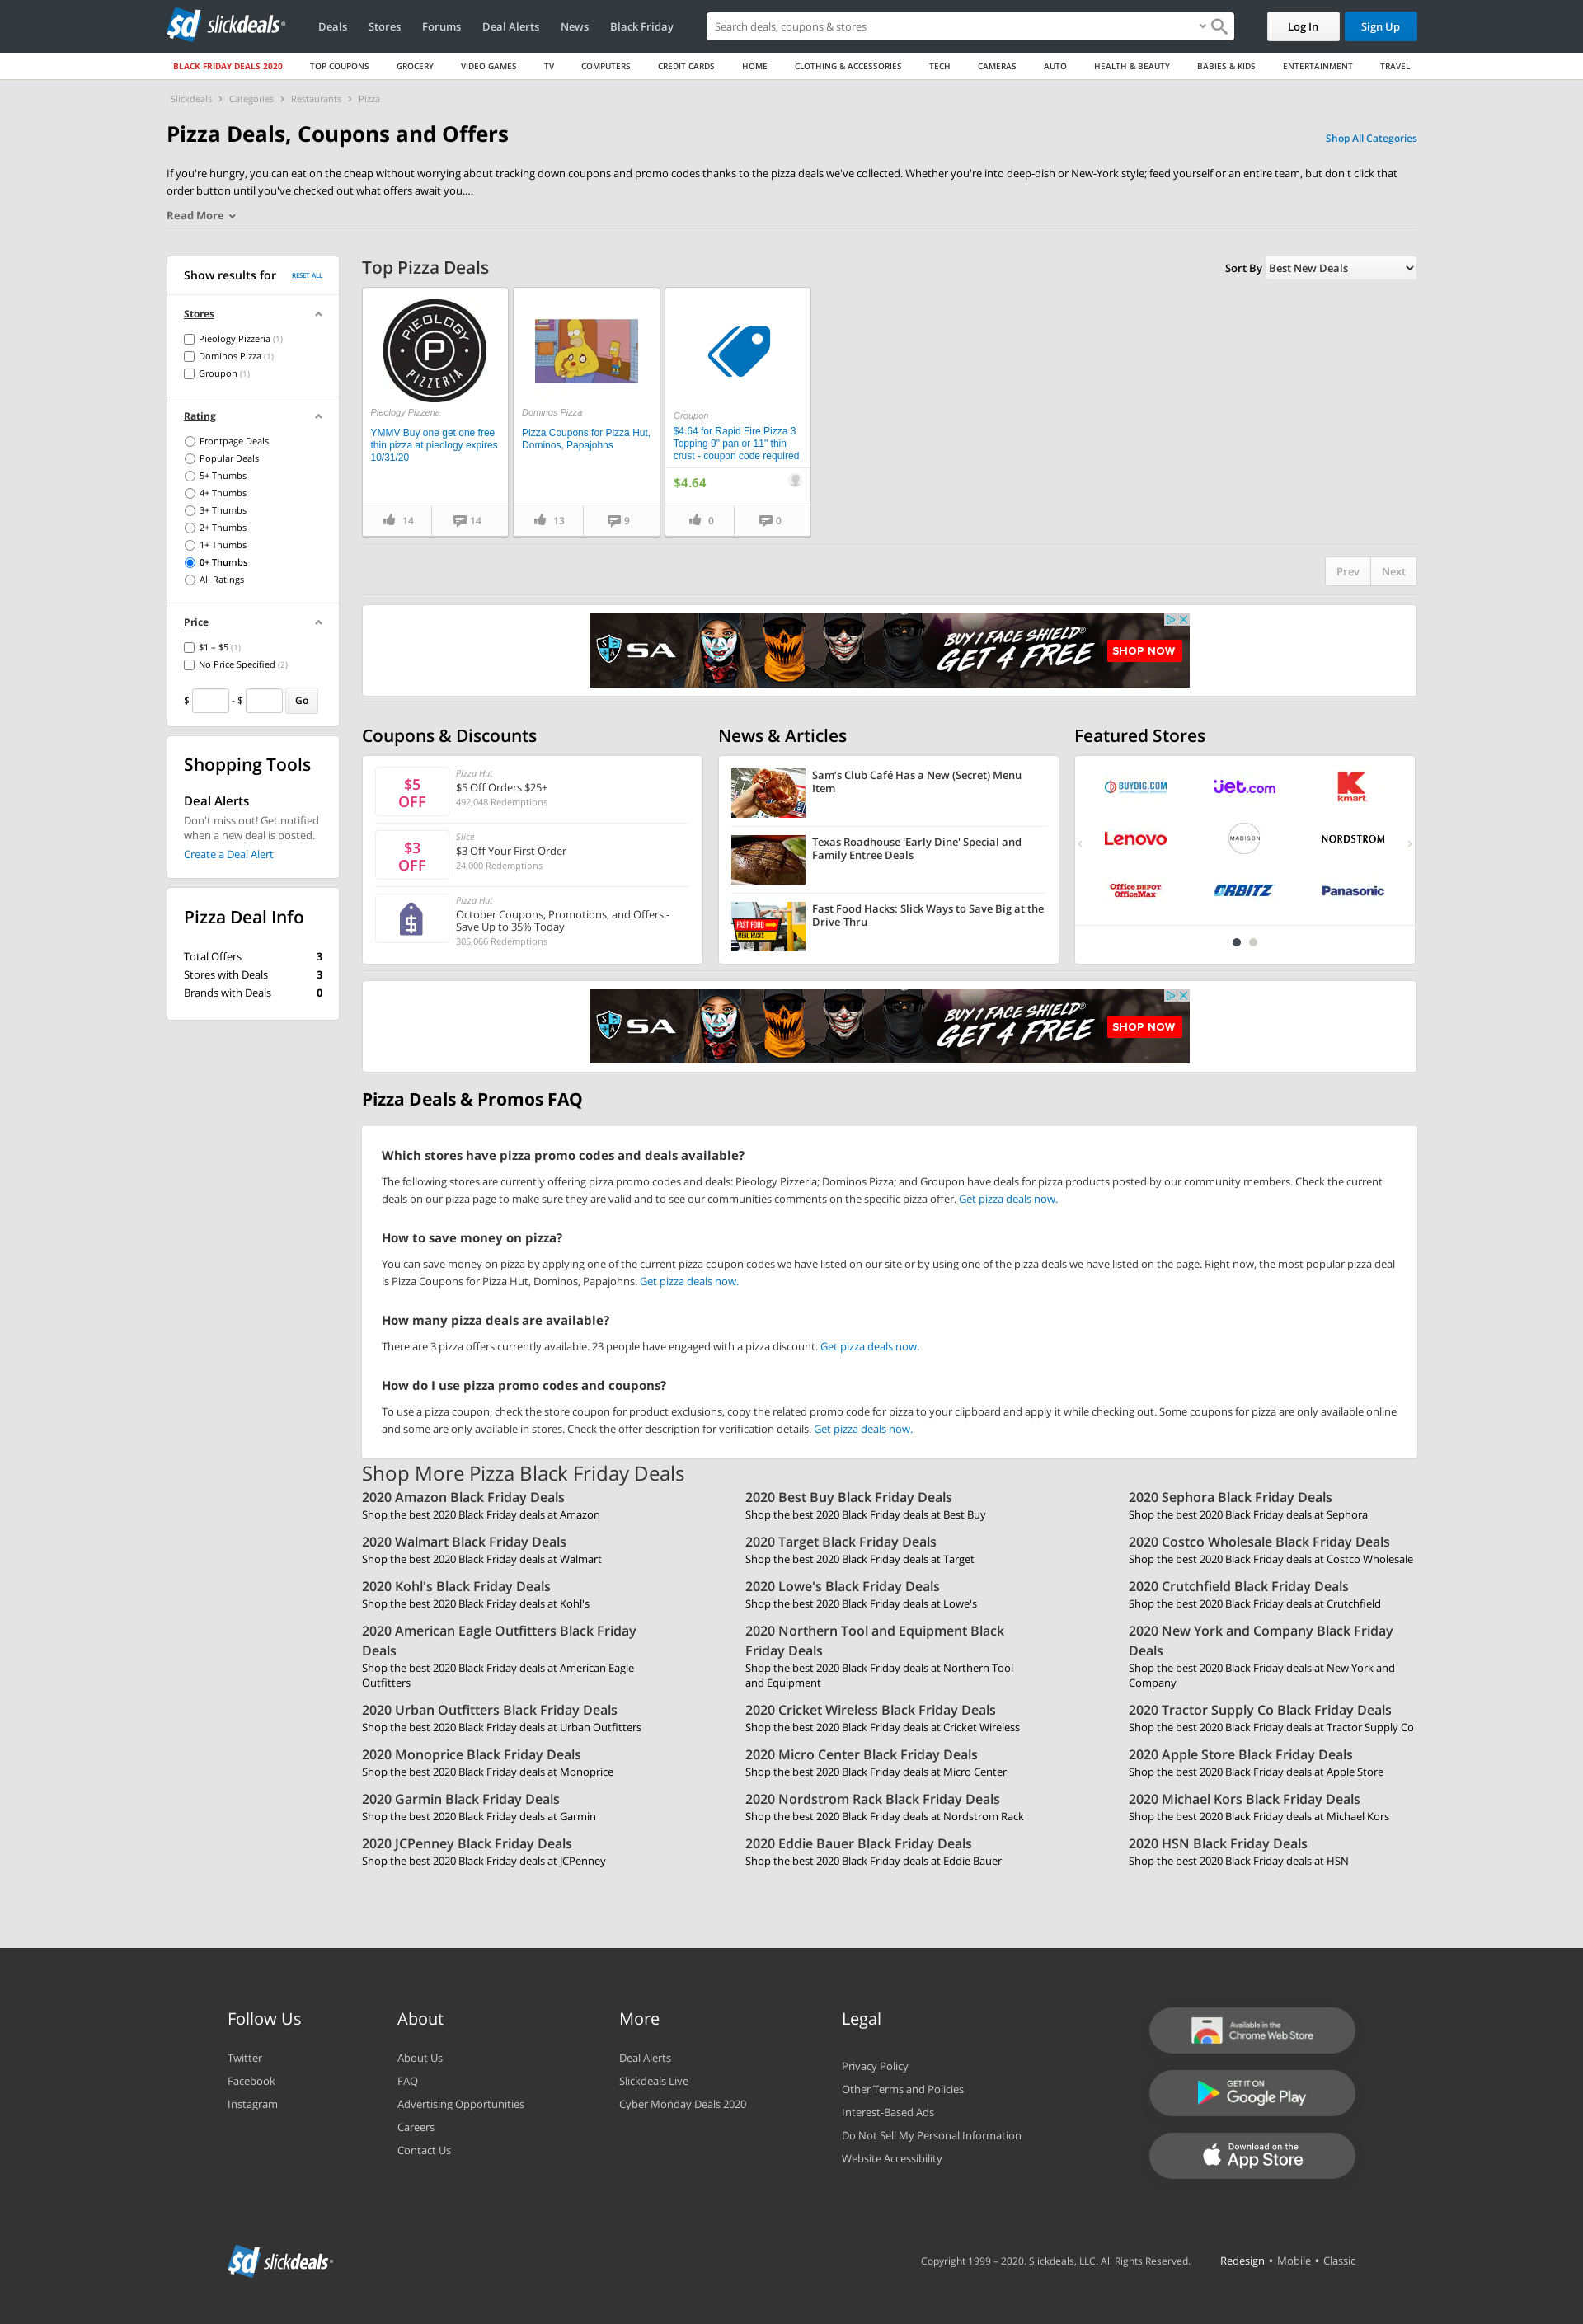 slickdeals
Deals
Stores
Forums
Deal Alerts
News
Black Friday
Search deals, coupons & stores
Log In
Sign Up
BLACK FRIDAY DEALS 2020
TOP COUPONS
GROCERY
VIDEO GAMES
TV
COMPUTERS
CREDIT CARDS
HOME
CLOTHING & ACCESSORIES
TECH
CAMERAS
AUTO
HEALTH & BEAUTY
BABIES & KIDS
ENTERTAINMENT
TRAVEL
Slickdeals › Categories › Restaurants › Pizza
Pizza Deals, Coupons and Offers
Shop All Categories
If you're hungry, you can eat on the cheap without worrying about tracking down coupons and promo codes thanks to the pizza deals we've collected. Whether you're into deep-dish or New-York style; feed yourself or an entire team, but don't click that
order button until you've checked out what offers await you....
Read More
Show results for
RESET ALL
Stores
Pieology Pizzeria (1)
Dominos Pizza (1)
Groupon (1)
Rating
Frontpage Deals
Popular Deals
5+ Thumbs
4+ Thumbs
3+ Thumbs
2+ Thumbs
1+ Thumbs
0+ Thumbs
All Ratings
Price
$1 – $5 (1)
No Price Specified (2)
$ - $ Go
Shopping Tools
Deal Alerts
Don't miss out! Get notified
when a new deal is posted.
Create a Deal Alert
Pizza Deal Info
Total Offers 3
Stores with Deals 3
Brands with Deals 0
Top Pizza Deals
Sort By Best New Deals
PIEOLOGY
P
PIZZERIA
Pieology Pizzeria
YMMV Buy one get one free
thin pizza at pieology expires
10/31/20
14
14
Dominos Pizza
Pizza Coupons for Pizza Hut,
Dominos, Papajohns
13
9
Groupon
$4.64 for Rapid Fire Pizza 3
Topping 9" pan or 11" thin
crust - coupon code required
$4.64
0
0
Prev
Next
SA
BUY 1 FACE SHIELD®
GET 4 FREE
SHOP NOW
Coupons & Discounts
$5
OFF
Pizza Hut
$5 Off Orders $25+
492,048 Redemptions
$3
OFF
Slice
$3 Off Your First Order
24,000 Redemptions
Pizza Hut
October Coupons, Promotions, and Offers -
Save Up to 35% Today
305,066 Redemptions
News & Articles
Sam's Club Café Has a New (Secret) Menu
Item
Texas Roadhouse 'Early Dine' Special and
Family Entree Deals
FAST FOOD
MENU HACKS
Fast Food Hacks: Slick Ways to Save Big at the
Drive-Thru
Featured Stores
BUYDIG.COM
jet.com
kmart
Lenovo
MADISON
NORDSTROM
Office DEPOT
OfficeMax
ORBITZ
Panasonic
SA
BUY 1 FACE SHIELD®
GET 4 FREE
SHOP NOW
Pizza Deals & Promos FAQ
Which stores have pizza promo codes and deals available?
The following stores are currently offering pizza promo codes and deals: Pieology Pizzeria; Dominos Pizza; and Groupon have deals for pizza products posted by our community members. Check the current
deals on our pizza page to make sure they are valid and to see our communities comments on the specific pizza offer. Get pizza deals now.
How to save money on pizza?
You can save money on pizza by applying one of the current pizza coupon codes we have listed on our site or by using one of the pizza deals we have listed on the page. Right now, the most popular pizza deal
is Pizza Coupons for Pizza Hut, Dominos, Papajohns. Get pizza deals now.
How many pizza deals are available?
There are 3 pizza offers currently available. 23 people have engaged with a pizza discount. Get pizza deals now.
How do I use pizza promo codes and coupons?
To use a pizza coupon, check the store coupon for product exclusions, copy the related promo code for pizza to your clipboard and apply it while checking out. Some coupons for pizza are only available online
and some are only available in stores. Check the offer description for verification details. Get pizza deals now.
Shop More Pizza Black Friday Deals
2020 Amazon Black Friday Deals
Shop the best 2020 Black Friday deals at Amazon
2020 Best Buy Black Friday Deals
Shop the best 2020 Black Friday deals at Best Buy
2020 Sephora Black Friday Deals
Shop the best 2020 Black Friday deals at Sephora
2020 Walmart Black Friday Deals
Shop the best 2020 Black Friday deals at Walmart
2020 Target Black Friday Deals
Shop the best 2020 Black Friday deals at Target
2020 Costco Wholesale Black Friday Deals
Shop the best 2020 Black Friday deals at Costco Wholesale
2020 Kohl's Black Friday Deals
Shop the best 2020 Black Friday deals at Kohl's
2020 Lowe's Black Friday Deals
Shop the best 2020 Black Friday deals at Lowe's
2020 Crutchfield Black Friday Deals
Shop the best 2020 Black Friday deals at Crutchfield
2020 American Eagle Outfitters Black Friday
Deals
Shop the best 2020 Black Friday deals at American Eagle
Outfitters
2020 Northern Tool and Equipment Black
Friday Deals
Shop the best 2020 Black Friday deals at Northern Tool
and Equipment
2020 New York and Company Black Friday
Deals
Shop the best 2020 Black Friday deals at New York and
Company
2020 Urban Outfitters Black Friday Deals
Shop the best 2020 Black Friday deals at Urban Outfitters
2020 Cricket Wireless Black Friday Deals
Shop the best 2020 Black Friday deals at Cricket Wireless
2020 Tractor Supply Co Black Friday Deals
Shop the best 2020 Black Friday deals at Tractor Supply Co
2020 Monoprice Black Friday Deals
Shop the best 2020 Black Friday deals at Monoprice
2020 Micro Center Black Friday Deals
Shop the best 2020 Black Friday deals at Micro Center
2020 Apple Store Black Friday Deals
Shop the best 2020 Black Friday deals at Apple Store
2020 Garmin Black Friday Deals
Shop the best 2020 Black Friday deals at Garmin
2020 Nordstrom Rack Black Friday Deals
Shop the best 2020 Black Friday deals at Nordstrom Rack
2020 Michael Kors Black Friday Deals
Shop the best 2020 Black Friday deals at Michael Kors
2020 JCPenney Black Friday Deals
Shop the best 2020 Black Friday deals at JCPenney
2020 Eddie Bauer Black Friday Deals
Shop the best 2020 Black Friday deals at Eddie Bauer
2020 HSN Black Friday Deals
Shop the best 2020 Black Friday deals at HSN
Follow Us
Twitter
Facebook
Instagram
About
About Us
FAQ
Advertising Opportunities
Careers
Contact Us
More
Deal Alerts
Slickdeals Live
Cyber Monday Deals 2020
Legal
Privacy Policy
Other Terms and Policies
Interest-Based Ads
Do Not Sell My Personal Information
Website Accessibility
Available in the
Chrome Web Store
GET IT ON
Google Play
Download on the
App Store
slickdeals
Copyright 1999 – 2020. Slickdeals, LLC. All Rights Reserved.
Redesign • Mobile • Classic